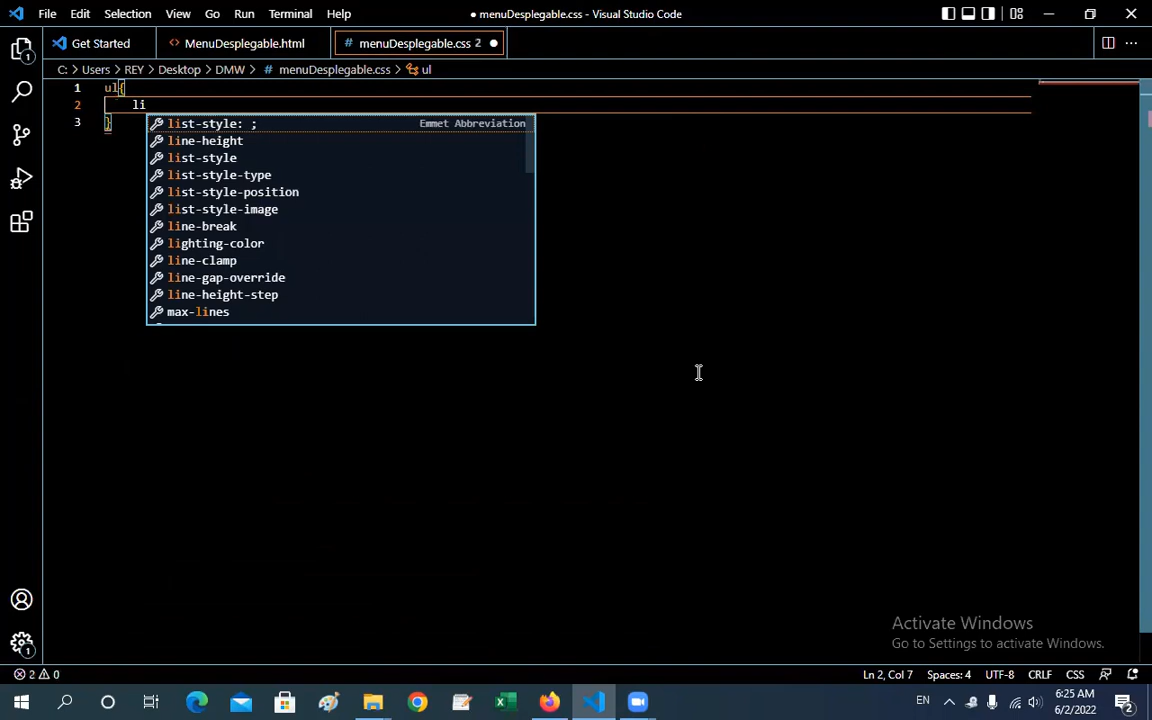 File Edit Selection View Go Run Terminal Help
● menuDesplegable.css - Visual Studio Code
Get Started
MenuDesplegable.html
# menuDesplegable.css 2 ●
C: > Users > REY > Desktop > DMW > # menuDesplegable.css > ul
1 ul{
2 li
3 }
list-style: ; Emmet Abbreviation
line-height
list-style
list-style-type
list-style-position
list-style-image
line-break
lighting-color
line-clamp
line-gap-override
line-height-step
max-lines
1
1
Activate Windows
Go to Settings to activate Windows.
2 0
Ln 2, Col 7 Spaces: 4 UTF-8 CRLF CSS
EN
6:25 AM
6/2/2022
2